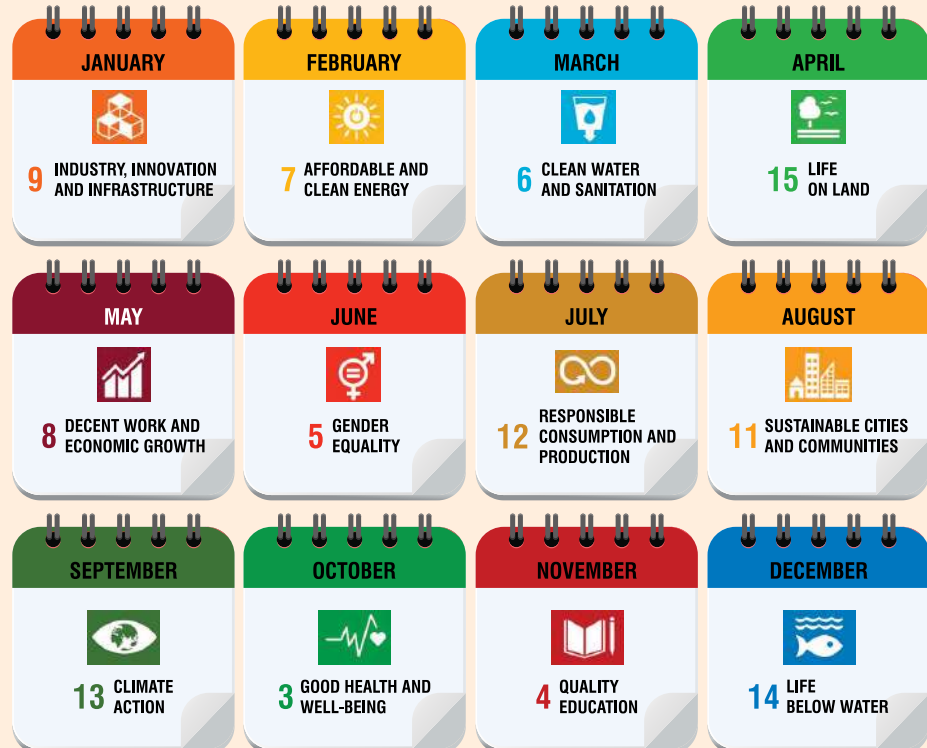 JANUARY
9 INDUSTRY, INNOVATION
AND INFRASTRUCTURE
FEBRUARY
7 AFFORDABLE AND
CLEAN ENERGY
MARCH
6 CLEAN WATER
AND SANITATION
APRIL
15 LIFE
ON LAND
MAY
8 DECENT WORK AND
ECONOMIC GROWTH
JUNE
5 GENDER
EQUALITY
JULY
12 RESPONSIBLE
CONSUMPTION AND
PRODUCTION
AUGUST
11 SUSTAINABLE CITIES
AND COMMUNITIES
SEPTEMBER
13 CLIMATE
ACTION
OCTOBER
3 GOOD HEALTH AND
WELL-BEING
NOVEMBER
4 QUALITY
EDUCATION
DECEMBER
14 LIFE
BELOW WATER